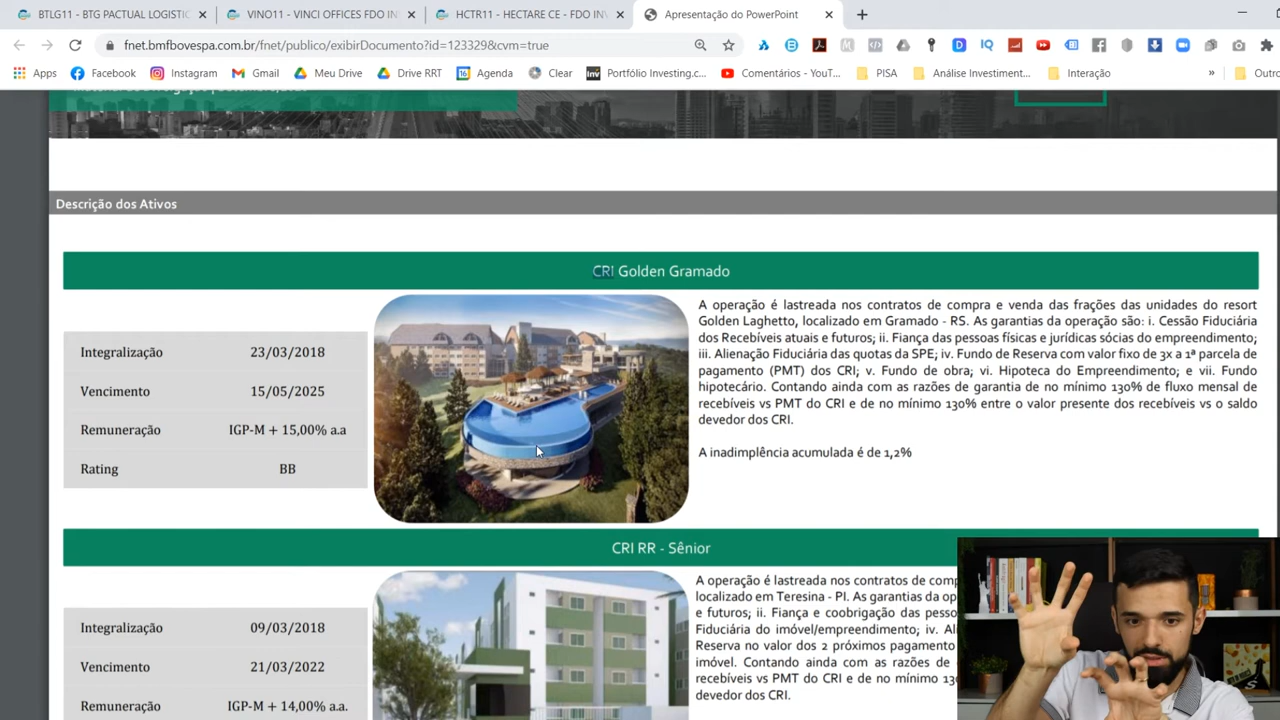 BTLG11 - BTG PACTUAL LOGISTIC
VINO11 - VINCI OFFICES FDO IN
HCTR11 - HECTARE CE - FDO INV
Apresentação do PowerPoint
fnet.bmfbovespa.com.br/fnet/publico/exibirDocumento?id=123329&cvm=true
Apps
Facebook
Instagram
Gmail
Meu Drive
Drive RRT
Agenda
Clear
Portfólio Investing.c...
Comentários - YouT...
PISA
Análise Investiment...
Interação
»
Outro
Descrição dos Ativos
CRI Golden Gramado
Integralização 23/03/2018
Vencimento 15/05/2025
Remuneração IGP-M + 15,00% a.a
Rating BB
A operação é lastreada nos contratos de compra e venda das frações das unidades do resort
Golden Laghetto, localizado em Gramado - RS. As garantias da operação são: i. Cessão Fiduciária
dos Recebíveis atuais e futuros; ii. Fiança das pessoas físicas e jurídicas sócias do empreendimento;
iii. Alienação Fiduciária das quotas da SPE; iv. Fundo de Reserva com valor fixo de 3x a 1ª parcela de
pagamento (PMT) dos CRI; v. Fundo de obra; vi. Hipoteca do Empreendimento; e vii. Fundo
hipotecário. Contando ainda com as razões de garantia de no mínimo 130% de fluxo mensal de
recebíveis vs PMT do CRI e de no mínimo 130% entre o valor presente dos recebíveis vs o saldo
devedor dos CRI.
A inadimplência acumulada é de 1,2%
CRI RR - Sênior
Integralização 09/03/2018
Vencimento 21/03/2022
Remuneração IGP-M + 14,00% a.a.
A operação é lastreada nos contratos de comp
localizado em Teresina - PI. As garantias da op
e futuros; ii. Fiança e coobrigação das pesso
Fiduciária do imóvel/empreendimento; iv. Al
Reserva no valor dos 2 próximos pagamento
imóvel. Contando ainda com as razões de
recebíveis vs PMT do CRI e de no mínimo 130
devedor dos CRI.